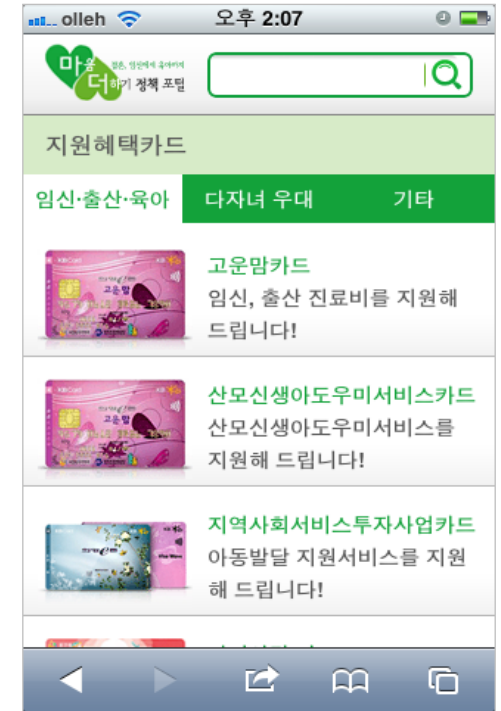 olleh 오후 2:07
마음
더하기 정책 포털
지원혜택카드
임신·출산·육아 다자녀 우대 기타
고운맘카드
임신, 출산 진료비를 지원해
드립니다!
산모신생아도우미서비스카드
산모신생아도우미서비스를
지원해 드립니다!
지역사회서비스투자사업카드
아동발달 지원서비스를 지원
해 드립니다!